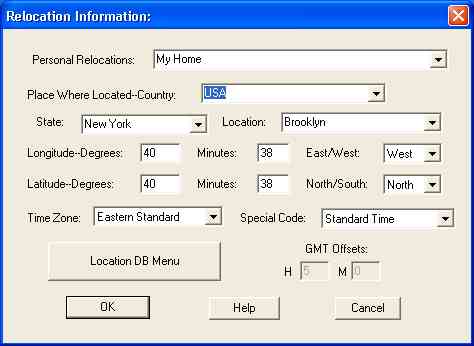 Relocation Information:
Personal Relocations: My Home
Place Where Located--Country: USA
State: New York Location: Brooklyn
Longitude--Degrees: 40 Minutes: 38 East/West: West
Latitude--Degrees: 40 Minutes: 38 North/South: North
Time Zone: Eastern Standard Special Code: Standard Time
Location DB Menu
GMT Offsets:
H 5 M 0
OK Help Cancel